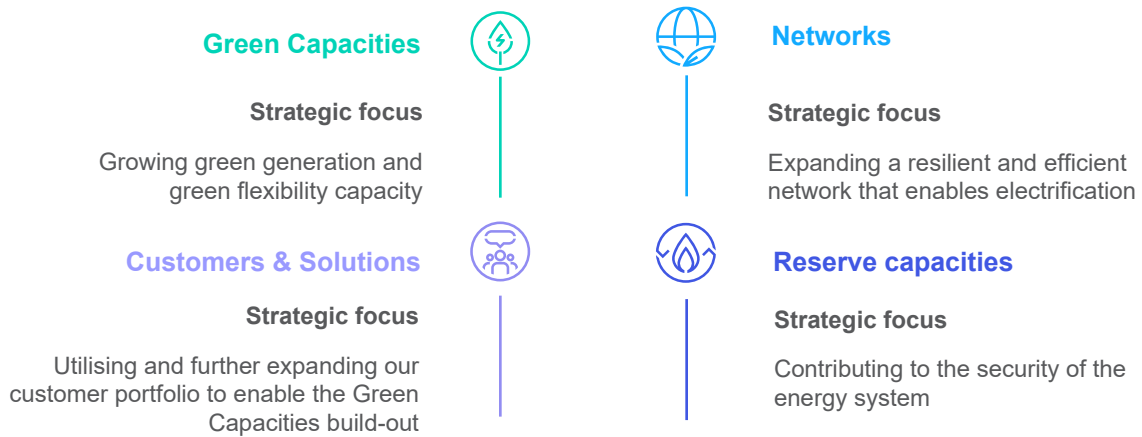 Green Capacities
Strategic focus
Growing green generation and
green flexibility capacity
Networks
Strategic focus
Expanding a resilient and efficient
network that enables electrification
Customers & Solutions
Strategic focus
Utilising and further expanding our
customer portfolio to enable the Green
Capacities build-out
Reserve capacities
Strategic focus
Contributing to the security of the
energy system